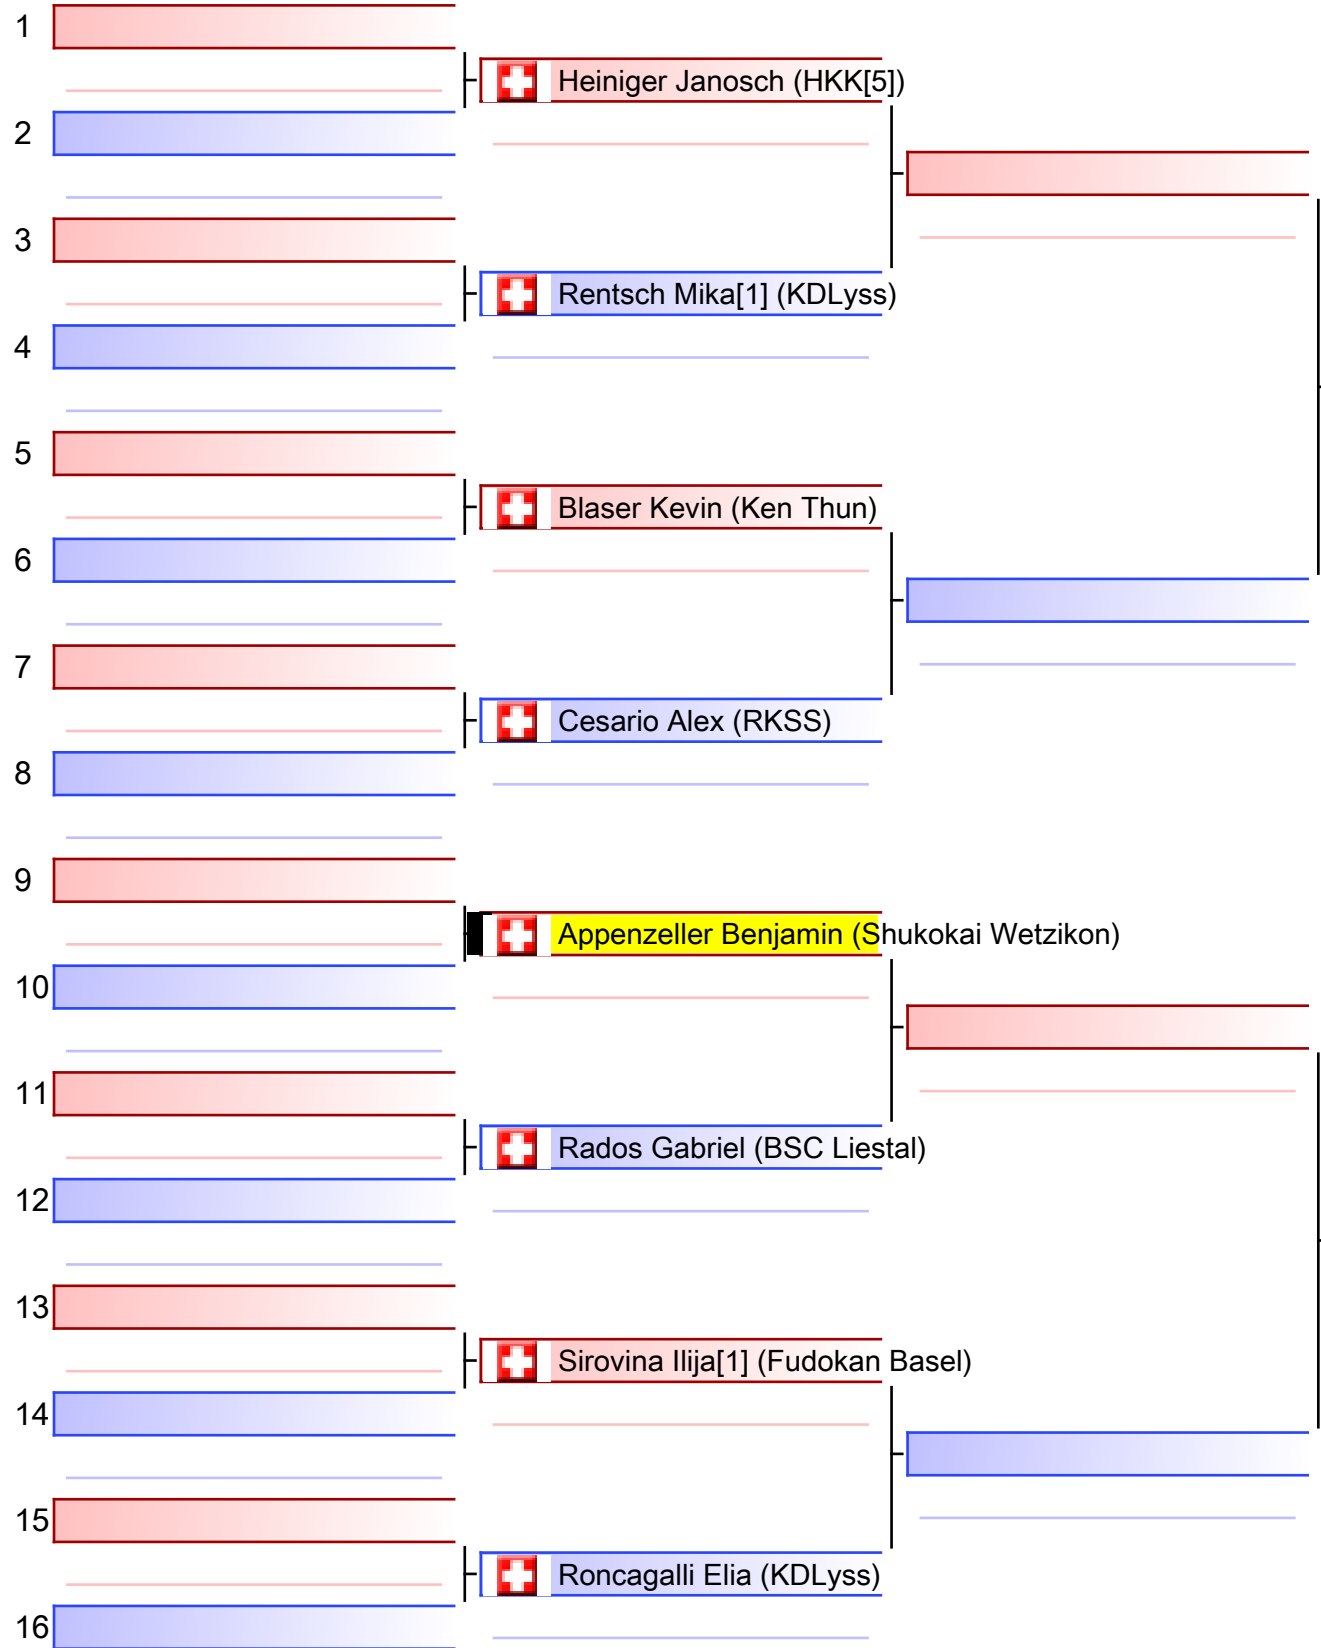 1
Heiniger Janosch (HKK[5])
2
3
Rentsch Mika[1] (KDLyss)
4
5
Blaser Kevin (Ken Thun)
6
7
Cesario Alex (RKSS)
8
9
Appenzeller Benjamin (Shukokai Wetzikon)
10
11
Rados Gabriel (BSC Liestal)
12
13
Sirovina Ilija[1] (Fudokan Basel)
14
15
Roncagalli Elia (KDLyss)
16